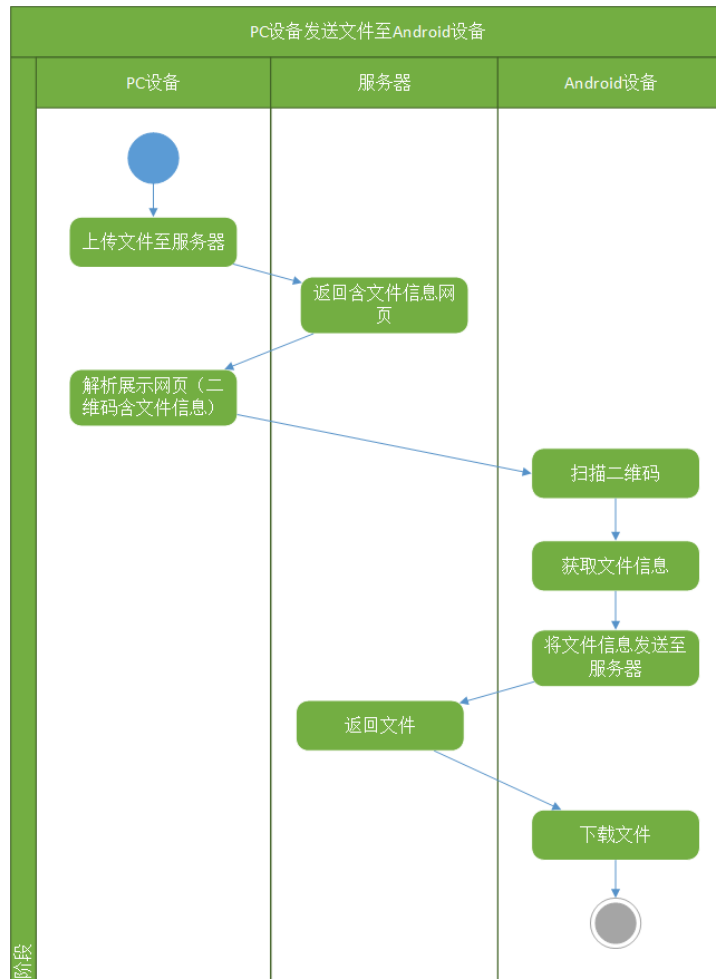 PC设备发送文件至Android设备
PC设备
服务器
Android设备
上传文件至服务器
返回含文件信息网
页
解析展示网页（二
维码含文件信息）
扫描二维码
获取文件信息
将文件信息发送至
服务器
返回文件
下载文件
阶段